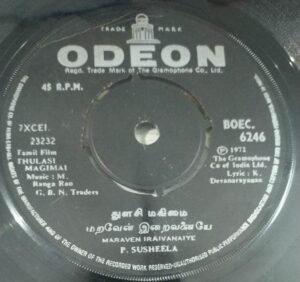 TRADE MARK
ODEON
Regd. Trade Mark of The Gramophone Co., Ltd.
45 R.P.M.
7XCEI.
23232
Tamil Film
THULASI
MAGIMAI
Music : M.
Ranga Rao
G. B. N. Traders
BOEC.
6246
Ⓟ 1972
The Gramophone
Co of India Ltd.
Lyric : K.
Devanarayanan
துளசி மகிமை
மறவேன் இறைவனையே
MARAVEN IRAIVANAIYE
P. SUSHEELA